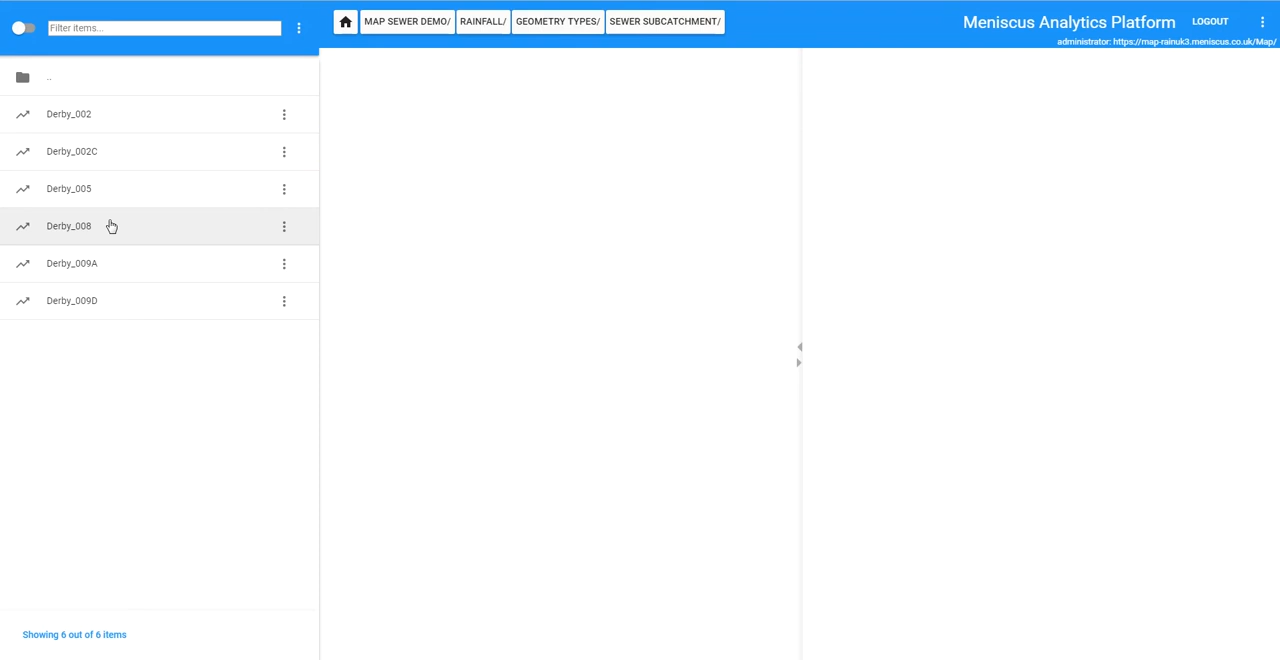 Filter items...
MAP SEWER DEMO/ RAINFALL/ GEOMETRY TYPES/ SEWER SUBCATCHMENT/
Meniscus Analytics Platform LOGOUT
administrator: https://map-rainuk3.meniscus.co.uk/Map/
..
Derby_002
Derby_002C
Derby_005
Derby_008
Derby_009A
Derby_009D
Showing 6 out of 6 items